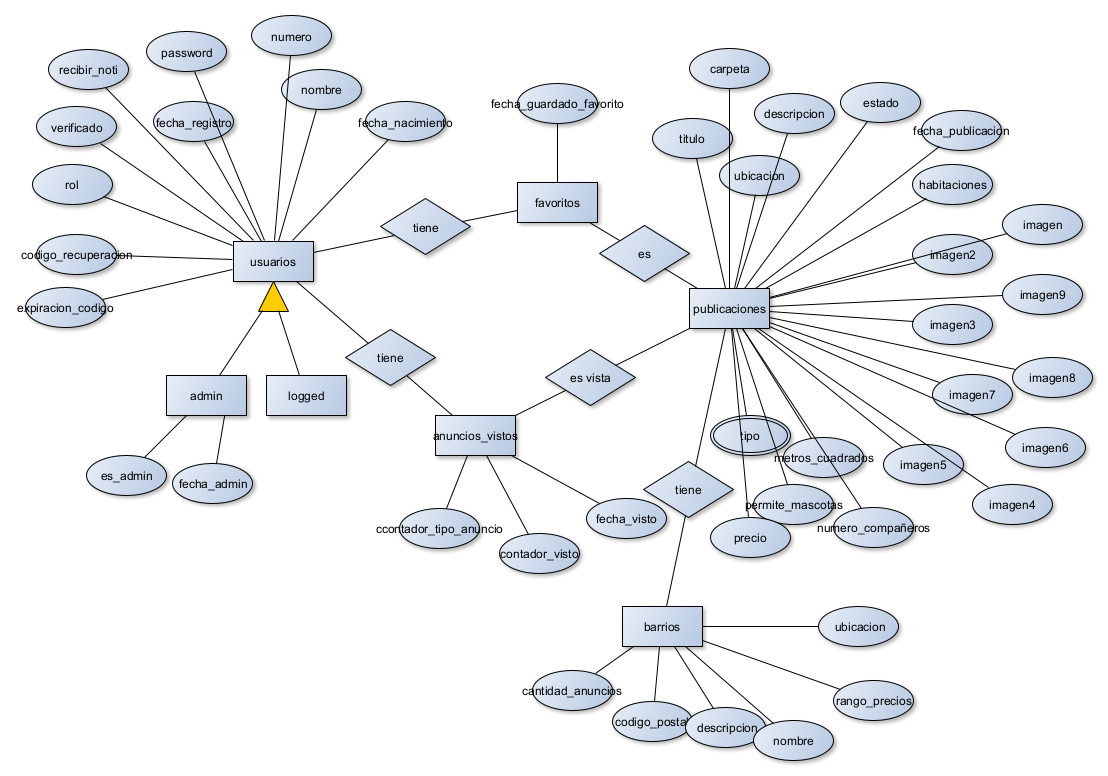 numero
password
recibir_noti
nombre
fecha_registro
fecha_nacimiento
verificado
rol
codigo_recuperacion
expiracion_codigo
usuarios
tiene
fecha_guardado_favorito
favoritos
es
carpeta
titulo
descripcion
estado
fecha_publicacion
ubicacion
habitaciones
imagen
imagen2
imagen9
imagen3
imagen8
imagen7
imagen6
imagen5
imagen4
publicaciones
admin
logged
es_admin
fecha_admin
tiene
es vista
anuncios_vistos
ccontador_tipo_anuncio
contador_visto
fecha_visto
tipo
metros_cuadrados
permite_mascotas
precio
numero_compañeros
tiene
barrios
ubicacion
cantidad_anuncios
codigo_postal
descripcion
nombre
rango_precios